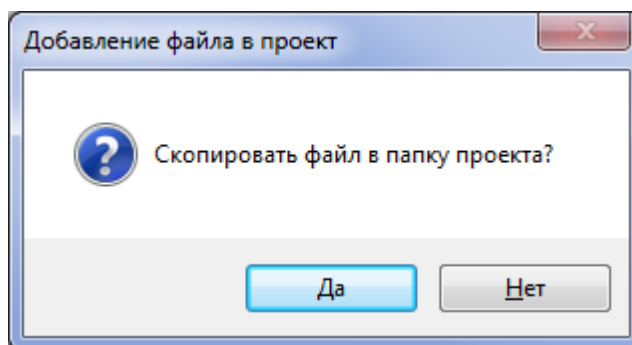 Добавление файла в проект
Скопировать файл в папку проекта?
Да
Нет